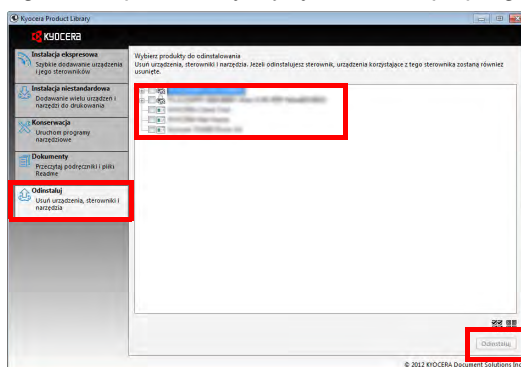 Kyocera Product Library
KYOCERA
Instalacja ekspresowa
Szybkie dodawanie urządzenia
i jego sterowników
Instalacja niestandardowa
Dodawanie wielu urządzeń i
narzędzi do drukowania
Konserwacja
Uruchom programy
narzędziowe
Dokumenty
Przeczytaj podręczniki i pliki
Readme
Odinstaluj
Usuń urządzenia, sterowniki i
narzędzia
Wybierz produkty do odinstalowania
Usuń urządzenia, sterowniki i narzędzia. Jeżeli odinstalujesz sterownik, urządzenia korzystające z tego sterownika zostaną również
usunięte.
Odinstaluj
© 2012 KYOCERA Document Solutions Inc